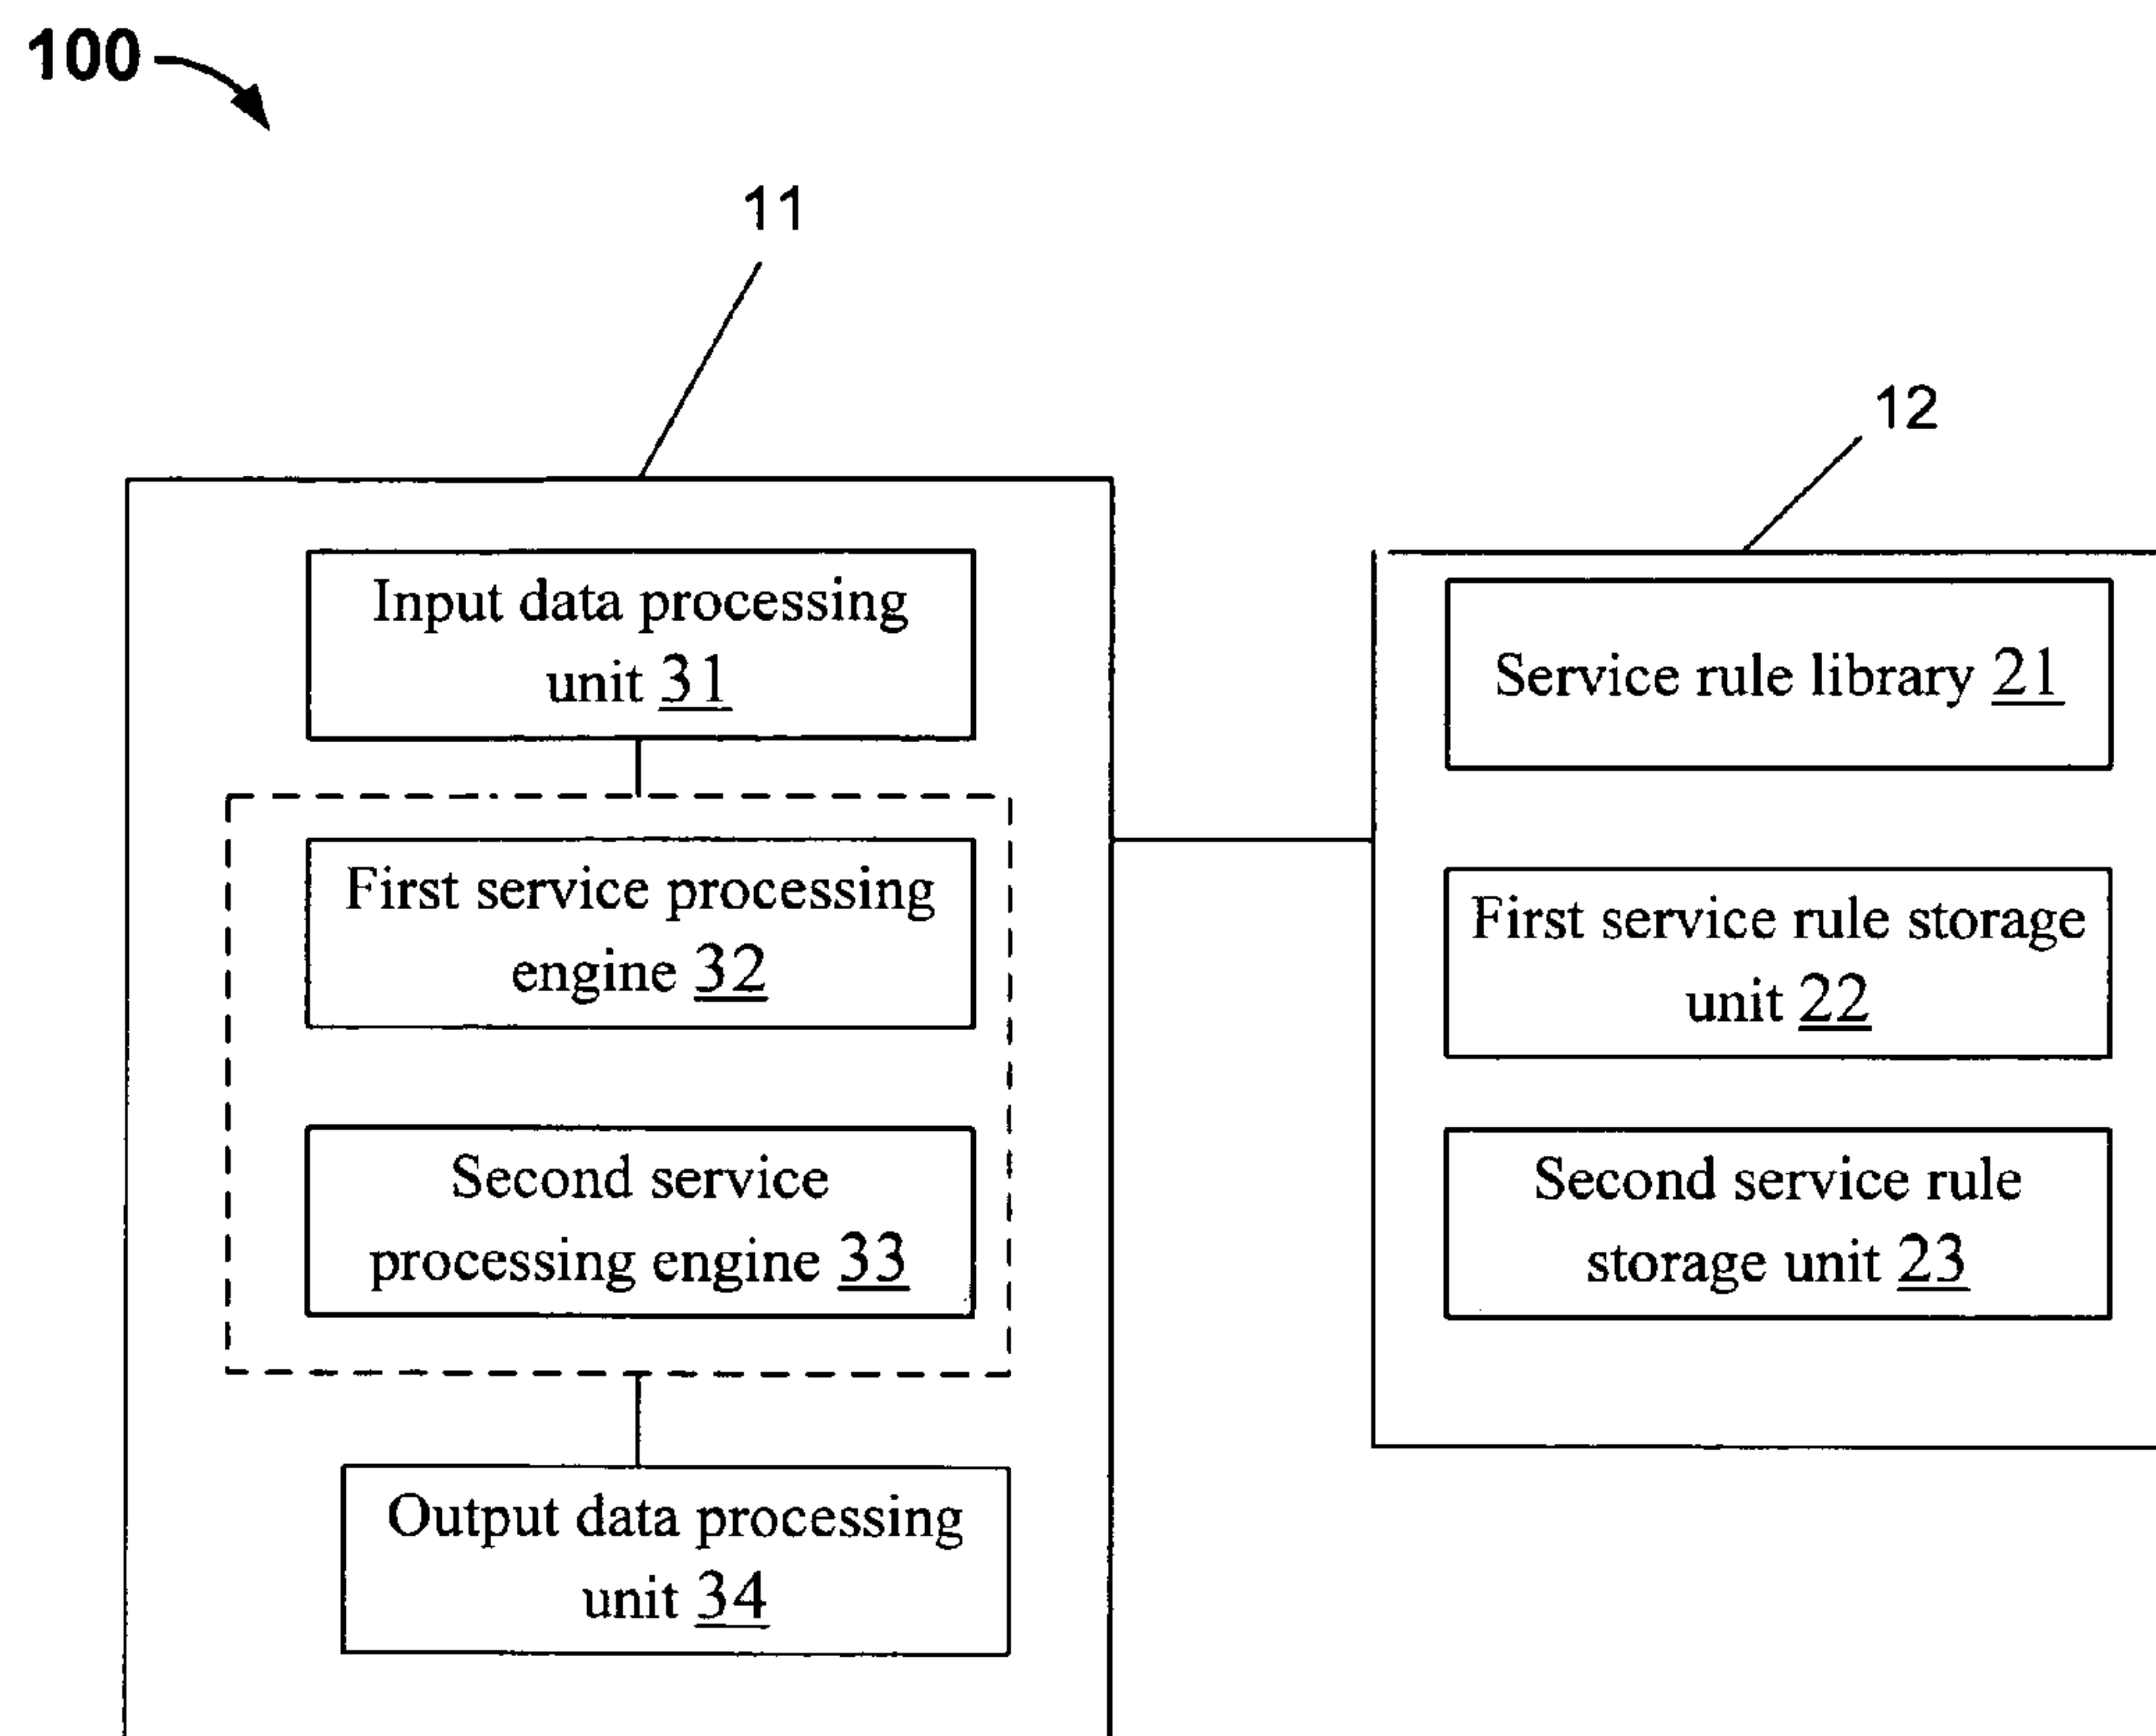 100
11
12
Input data processing
unit 31
First service processing
engine 32
Second service
processing engine 33
Output data processing
unit 34
Service rule library 21
First service rule storage
unit 22
Second service rule
storage unit 23